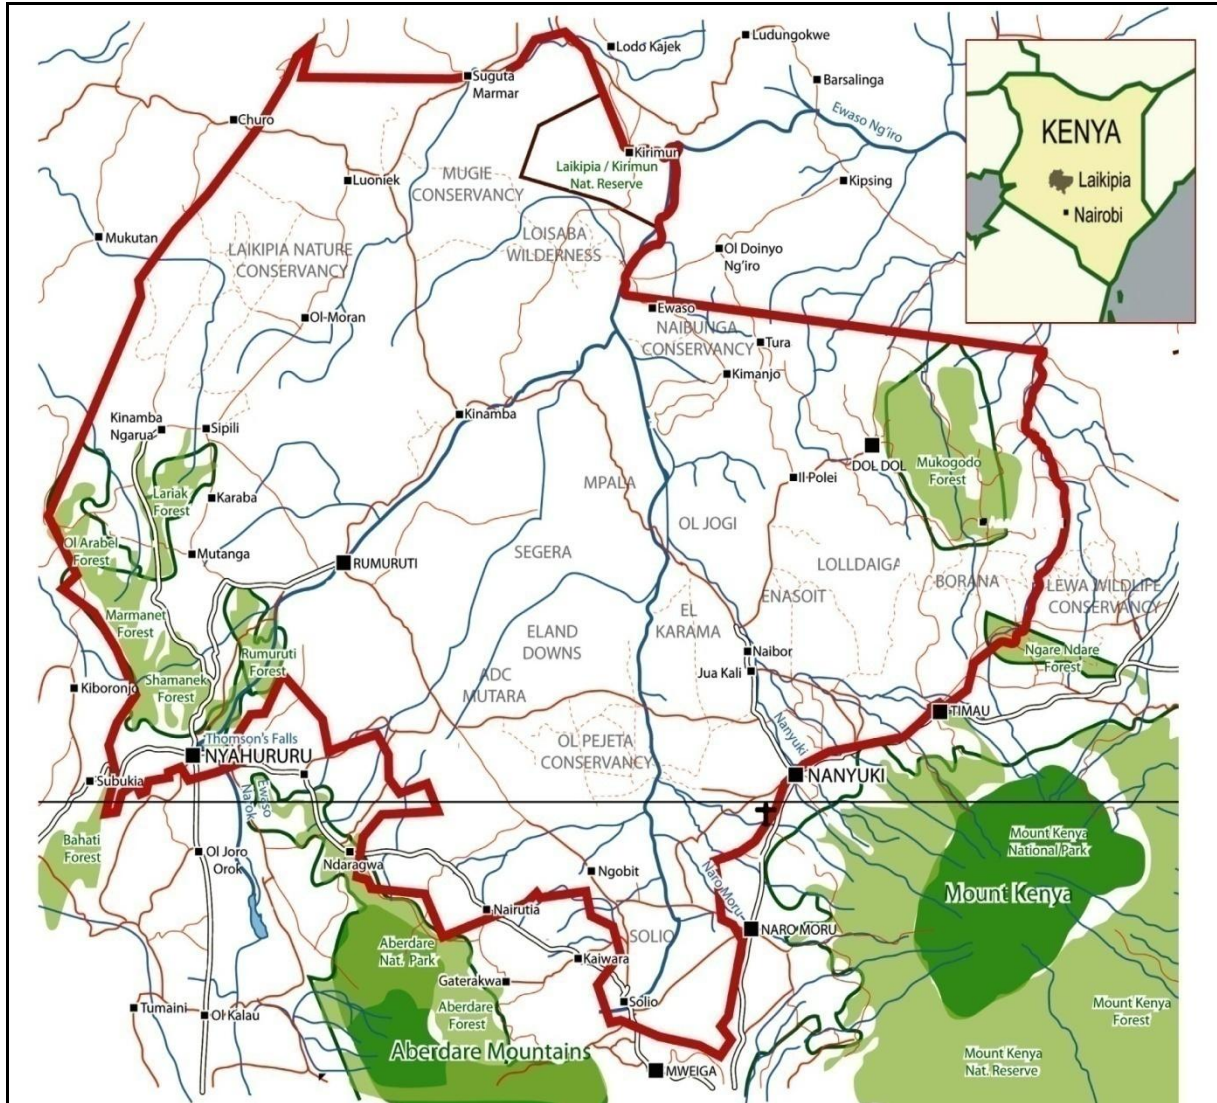 Lodo Kajek
Ludungokwe
Suguta
Marmar
Barsalinga
Ewaso Ng'iro
Churo
Kirimun
Laikipia / Kirimun
Nat. Reserve
MUGIE
CONSERVANCY
Luoniek
Kipsing
KENYA
Laikipia
Nairobi
Mukutan
LAIKIPIA NATURE
CONSERVANCY
LOISABA
WILDERNESS
Ol Doinyo
Ng'iro
Ol-Moran
Ewaso
NAIBUNGA
CONSERVANCY
Tura
Kimanjo
Kinamba
Ngarua
Sipili
Kinamba
DOL DOL
Mukogodo
Forest
Il Polei
MPALA
Lariak
Forest
Karaba
OL JOGI
Ol Arabel
Forest
Mutanga
RUMURUTI
SEGERA
LOLLDAIGA
BORANA
LEWA WILDLIFE
CONSERVANCY
ENASOIT
Marmanet
Forest
EL
KARAMA
ELAND
DOWNS
Rumuruti
Forest
Naibor
Ngare Ndare
Forest
Jua Kali
ADC
MUTARA
Kiboronjo
Shamanek
Forest
TIMAU
Nanyuki
Thomson's Falls
NYAHURURU
OL PEJETA
CONSERVANCY
NANYUKI
Subukia
Ewaso
Narok
Bahati
Forest
Ol Joro
Orok
Ndaragwa
Ngobit
Naro Moru
Mount Kenya
National Park
Mount Kenya
Nairutia
NARO MORU
SOLIO
Aberdare
Nat. Park
Kaiwara
Gaterakwa
Solio
Aberdare
Forest
Tumaini
Ol Kalau
Mount Kenya
Forest
Aberdare Mountains
MWEIGA
Mount Kenya
Nat. Reserve